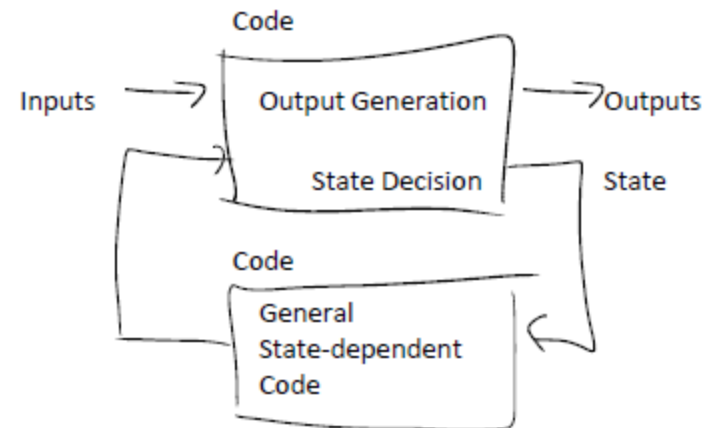 Code
Inputs
Output Generation
Outputs
State Decision
State
Code
General
State-dependent
Code